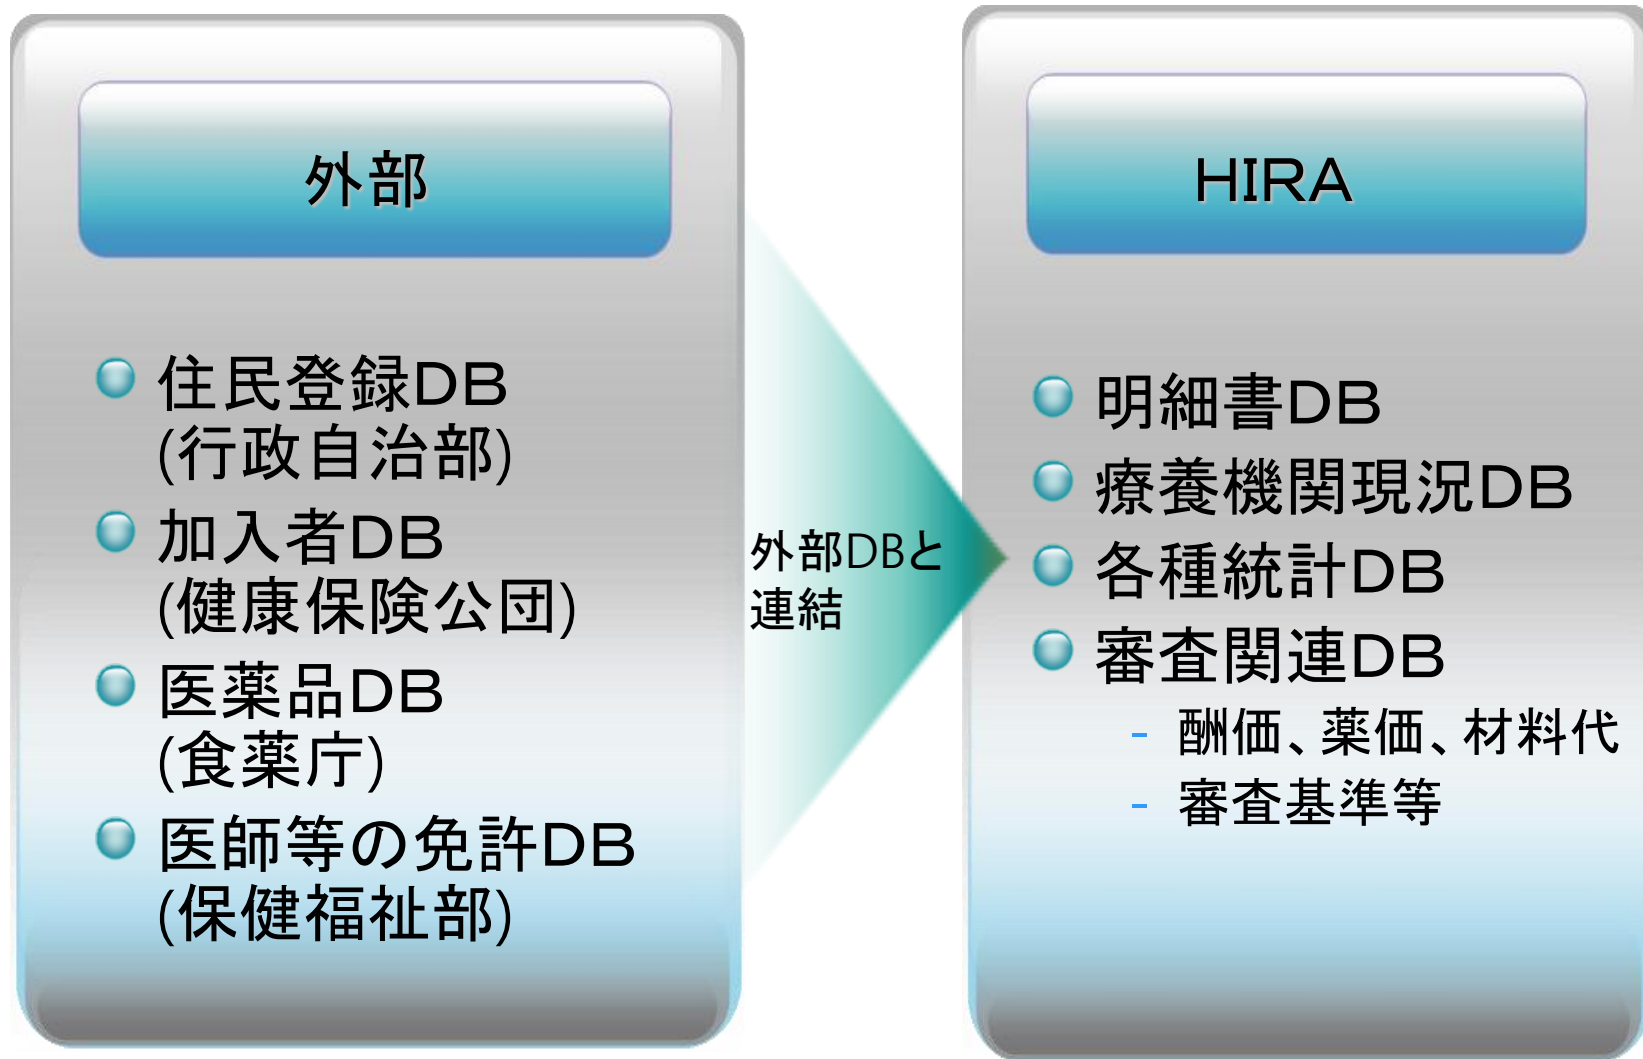 外部
住民登録DB
(行政自治部)
加入者DB
(健康保険公団)
医薬品DB
(食薬庁)
医師等の免許DB
(保健福祉部)
外部DBと
連結
HIRA
明細書DB
療養機関現況DB
各種統計DB
審査関連DB
- 酬価、薬価、材料代
- 審査基準等